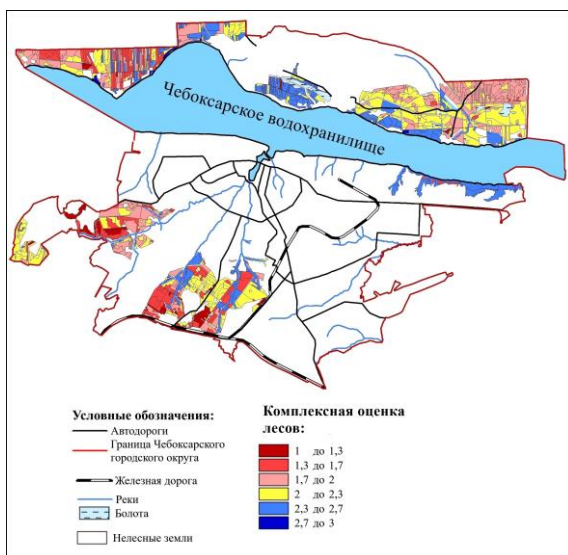 Чебоксарское водохранилище
Условные обозначения:
Автодороги
Граница Чебоксарского
городского округа
Железная дорога
Реки
Болота
Нелесные земли
Комплексная оценка
лесов:
1 до 1,3
1,3 до 1,7
1,7 до 2
2 до 2,3
2,3 до 2,7
2,7 до 3